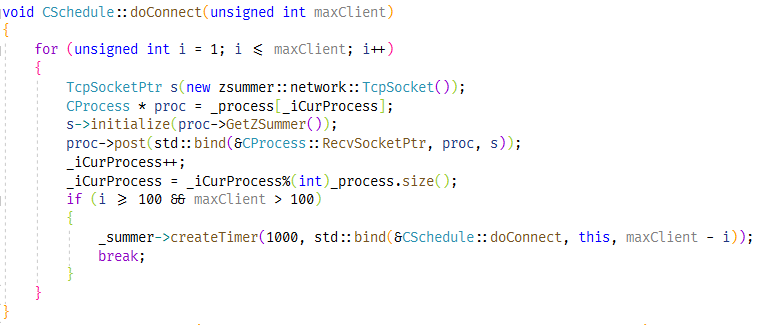 void CSchedule::doConnect(unsigned int maxClient)
{
    for (unsigned int i = 1; i <= maxClient; i++)
    {
        TcpSocketPtr s(new zsummer::network::TcpSocket());
        CProcess * proc = _process[_iCurProcess];
        s->initialize(proc->GetZSummer());
        proc->post(std::bind(&CProcess::RecvSocketPtr, proc, s));
        _iCurProcess++;
        _iCurProcess = _iCurProcess%(int)_process.size();
        if (i >= 100 && maxClient > 100)
        {
            _summer->createTimer(1000, std::bind(&CSchedule::doConnect, this, maxClient - i));
            break;
        }
    }
}